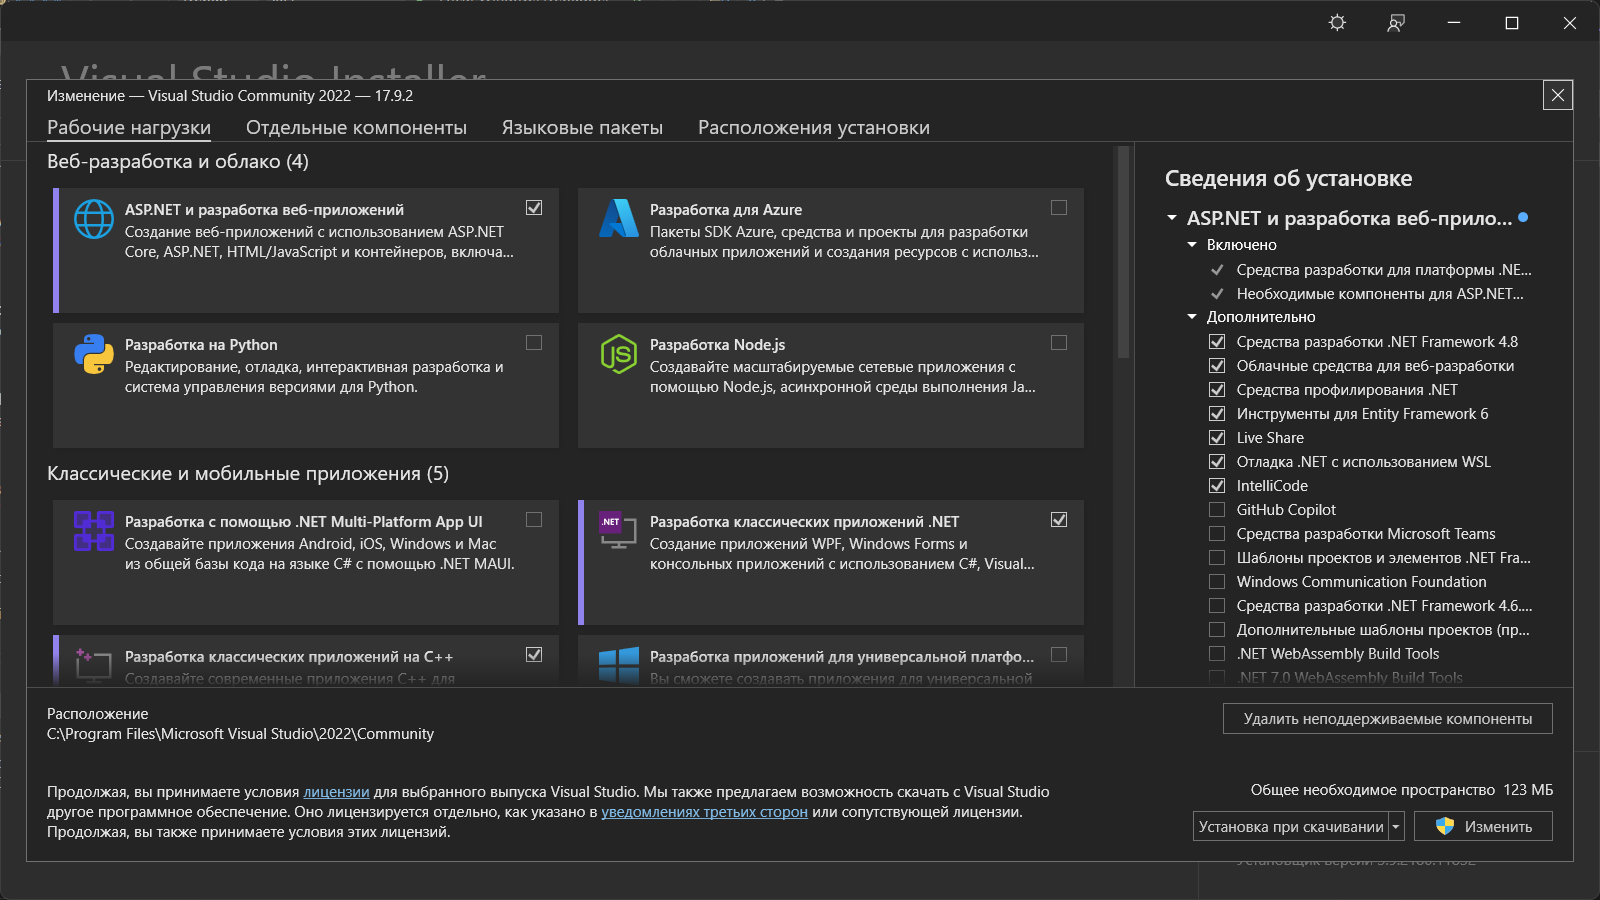 Visual Studio Installer
Изменение — Visual Studio Community 2022 — 17.9.2
Рабочие нагрузки
Отдельные компоненты
Языковые пакеты
Расположения установки
Веб-разработка и облако (4)
ASP.NET и разработка веб-приложений
Создание веб-приложений с использованием ASP.NET
Core, ASP.NET, HTML/JavaScript и контейнеров, включа...
Разработка для Azure
Пакеты SDK Azure, средства и проекты для разработки
облачных приложений и создания ресурсов с использ...
Разработка на Python
Редактирование, отладка, интерактивная разработка и
система управления версиями для Python.
JS
Разработка Node.js
Создавайте масштабируемые сетевые приложения с
помощью Node.js, асинхронной среды выполнения Ja...
Классические и мобильные приложения (5)
Разработка с помощью .NET Multi-Platform App UI
Создавайте приложения Android, iOS, Windows и Mac
из общей базы кода на языке C# с помощью .NET MAUI.
.NET
Разработка классических приложений .NET
Создание приложений WPF, Windows Forms и
консольных приложений с использованием C#, Visual...
Разработка классических приложений на C++
Создавайте современные приложения C++ для
Разработка приложений для универсальной платфо...
Вы сможете создавать приложения для универсальной
Сведения об установке
ASP.NET и разработка веб-прило...
Включено
Средства разработки для платформы .NE...
Необходимые компоненты для ASP.NET...
Дополнительно
Средства разработки .NET Framework 4.8
Облачные средства для веб-разработки
Средства профилирования .NET
Инструменты для Entity Framework 6
Live Share
Отладка .NET с использованием WSL
IntelliCode
GitHub Copilot
Средства разработки Microsoft Teams
Шаблоны проектов и элементов .NET Fra...
Windows Communication Foundation
Средства разработки .NET Framework 4.6....
Дополнительные шаблоны проектов (пр...
.NET WebAssembly Build Tools
.NET 7.0 WebAssembly Build Tools
Расположение
C:\Program Files\Microsoft Visual Studio\2022\Community
Удалить неподдерживаемые компоненты
Продолжая, вы принимаете условия лицензии для выбранного выпуска Visual Studio. Мы также предлагаем возможность скачать с Visual Studio
другое программное обеспечение. Оно лицензируется отдельно, как указано в уведомлениях третьих сторон или сопутствующей лицензии.
Продолжая, вы также принимаете условия этих лицензий.
Общее необходимое пространство 123 МБ
Установка при скачивании
Изменить